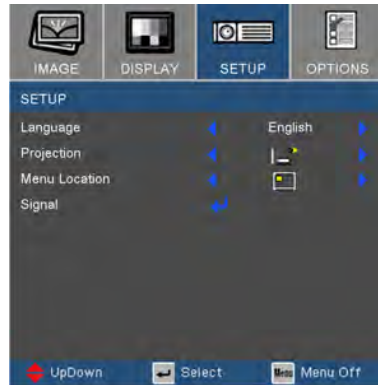 IMAGE DISPLAY SETUP OPTIONS
SETUP
Language English
Projection
Menu Location
Signal
UpDown Select Menu Menu Off